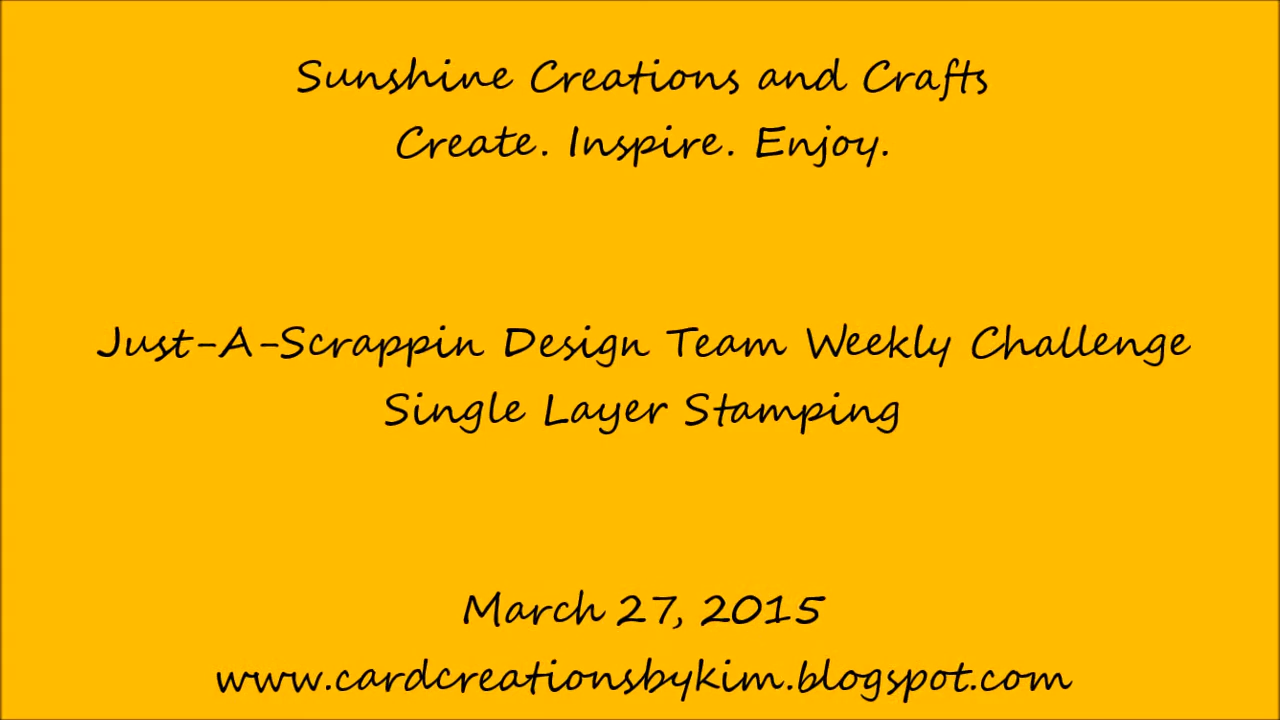 Sunshine Creations and Crafts
Create. Inspire. Enjoy.
Just-A-Scrappin Design Team Weekly Challenge
Single Layer Stamping
March 27, 2015
www.cardcreationsbykim.blogspot.com